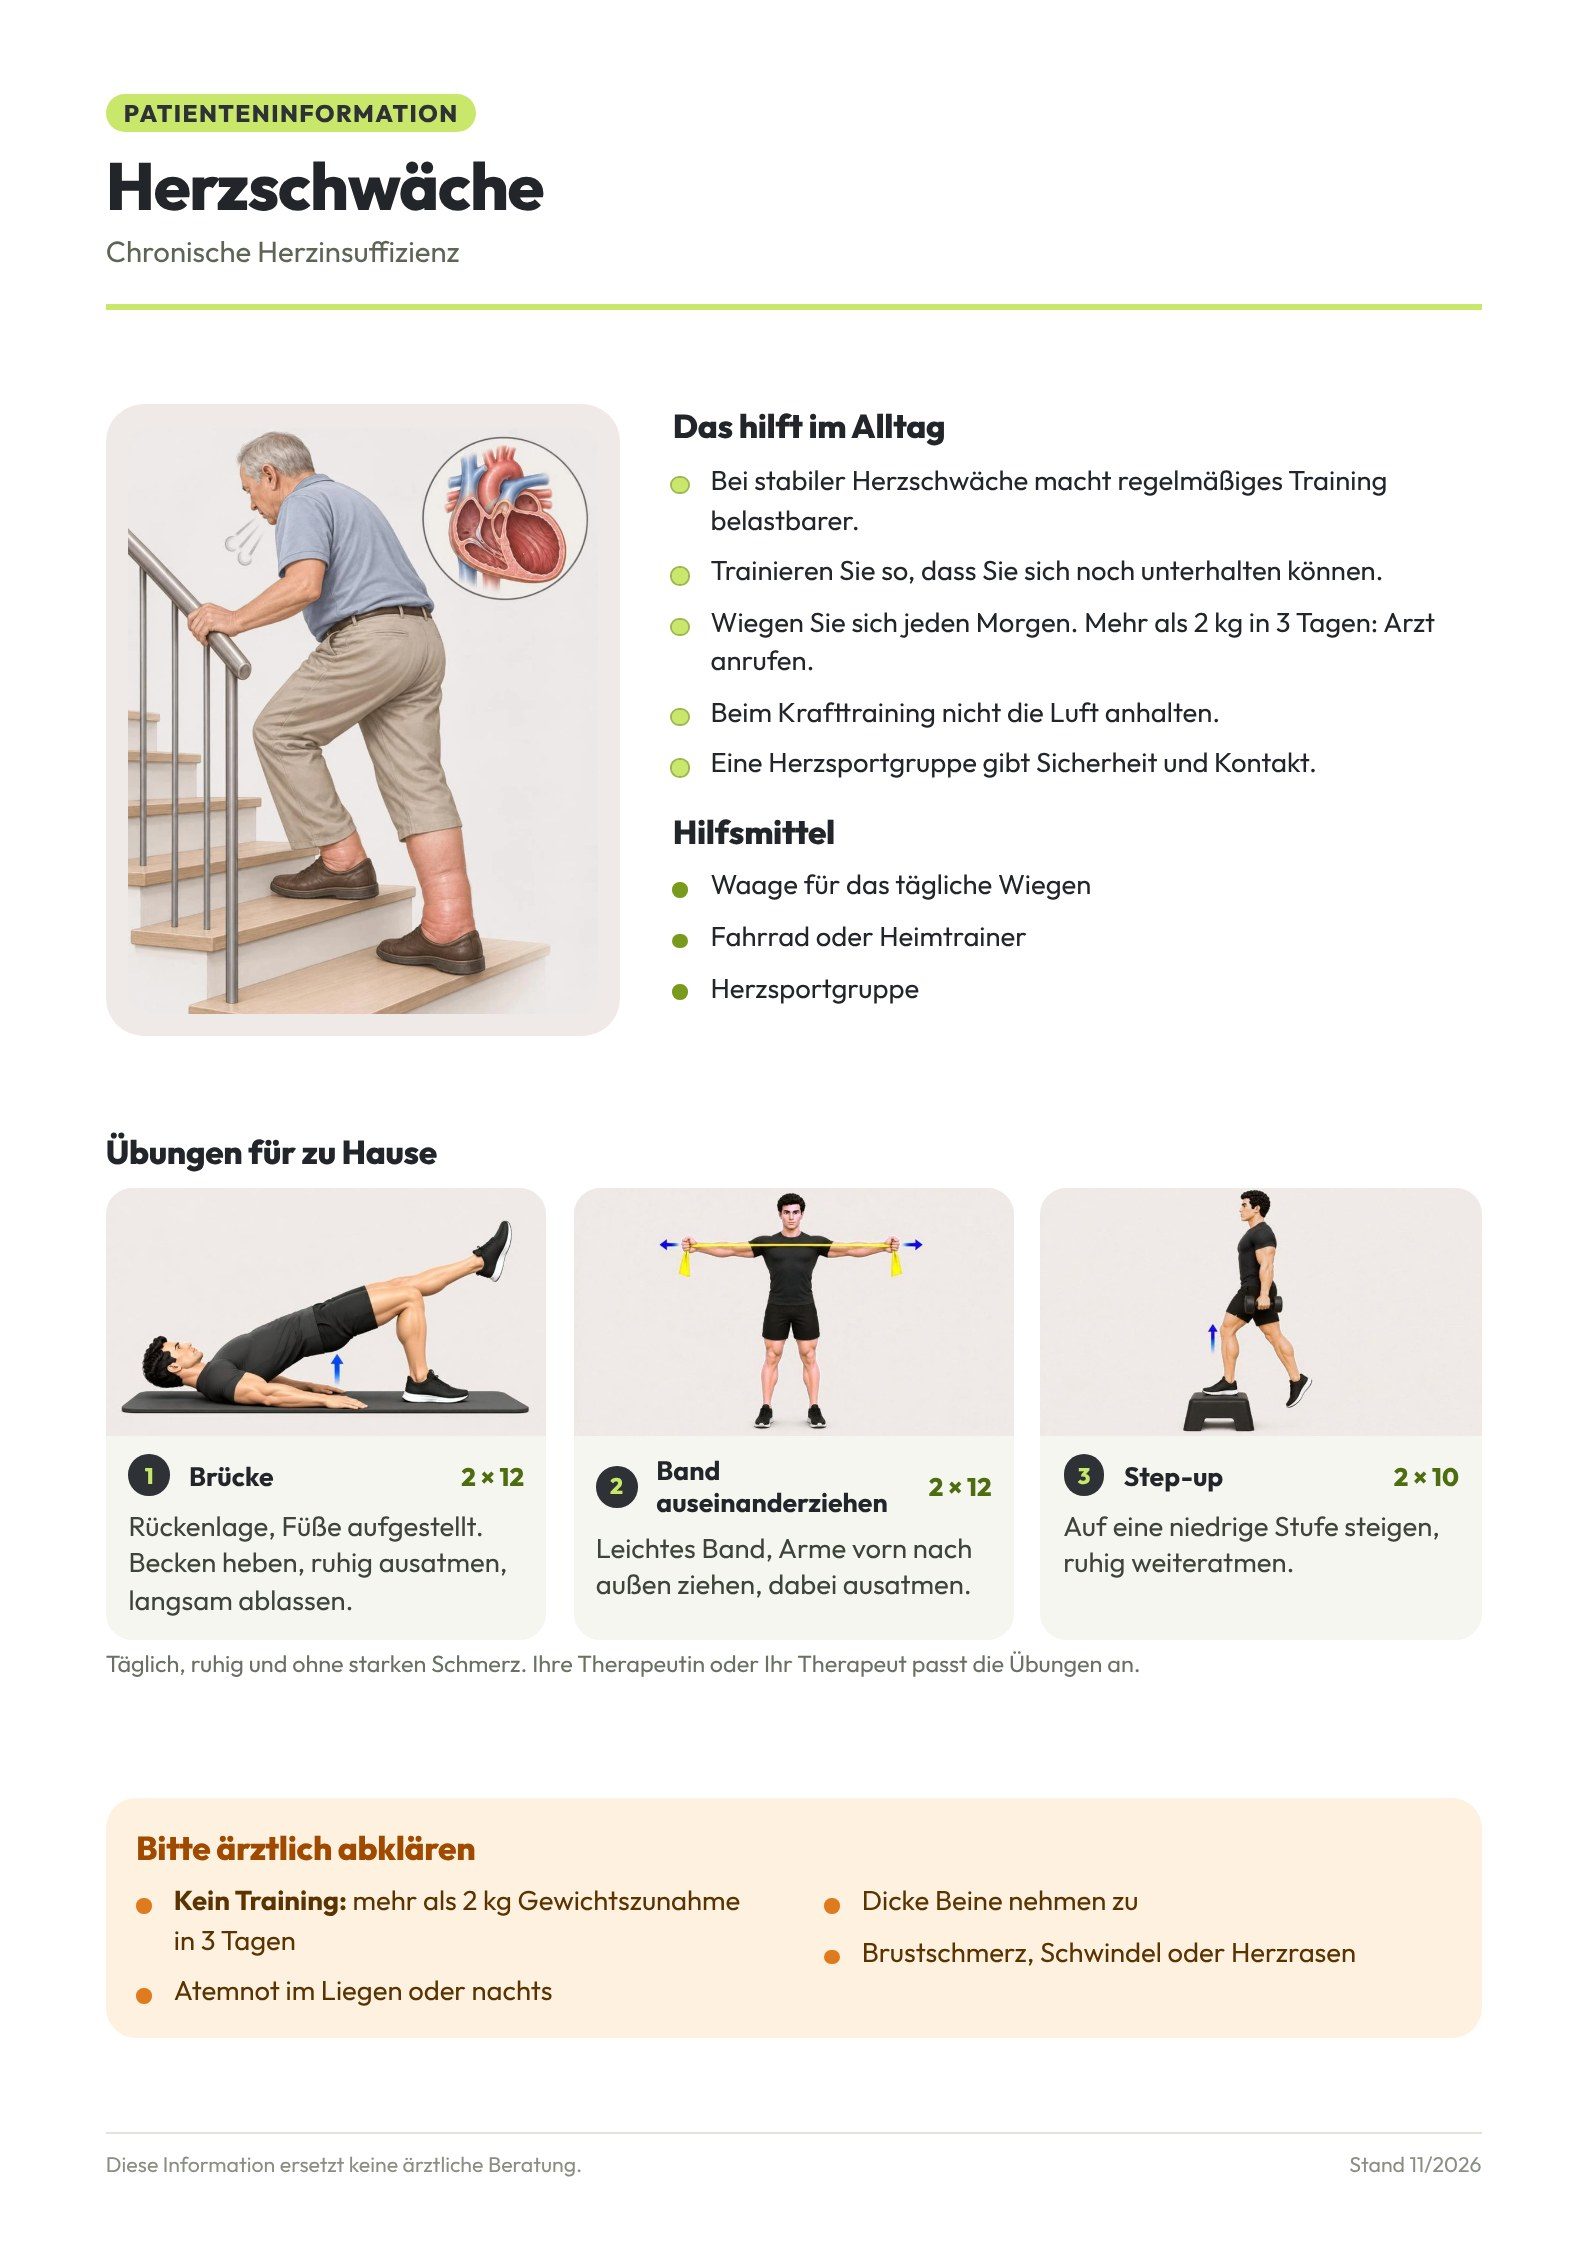 PATIENTENINFORMATION
Herzschwäche
Chronische Herzinsuffizienz
Das hilft im Alltag
Bei stabiler Herzschwäche macht regelmäßiges Training
belastbarer.
Trainieren Sie so, dass Sie sich noch unterhalten können.
Wiegen Sie sich jeden Morgen. Mehr als 2 kg in 3 Tagen: Arzt
anrufen.
Beim Krafttraining nicht die Luft anhalten.
Eine Herzsportgruppe gibt Sicherheit und Kontakt.
Hilfsmittel
Waage für das tägliche Wiegen
Fahrrad oder Heimtrainer
Herzsportgruppe
Übungen für zu Hause
1 Brücke 2 × 12
Rückenlage, Füße aufgestellt.
Becken heben, ruhig ausatmen,
langsam ablassen.
2 Band
auseinanderziehen 2 × 12
Leichtes Band, Arme vorn nach
außen ziehen, dabei ausatmen.
3 Step-up 2 × 10
Auf eine niedrige Stufe steigen,
ruhig weiteratmen.
Täglich, ruhig und ohne starken Schmerz. Ihre Therapeutin oder Ihr Therapeut passt die Übungen an.
Bitte ärztlich abklären
Kein Training: mehr als 2 kg Gewichtszunahme
in 3 Tagen
Atemnot im Liegen oder nachts
Dicke Beine nehmen zu
Brustschmerz, Schwindel oder Herzrasen
Diese Information ersetzt keine ärztliche Beratung.
Stand 11/2026